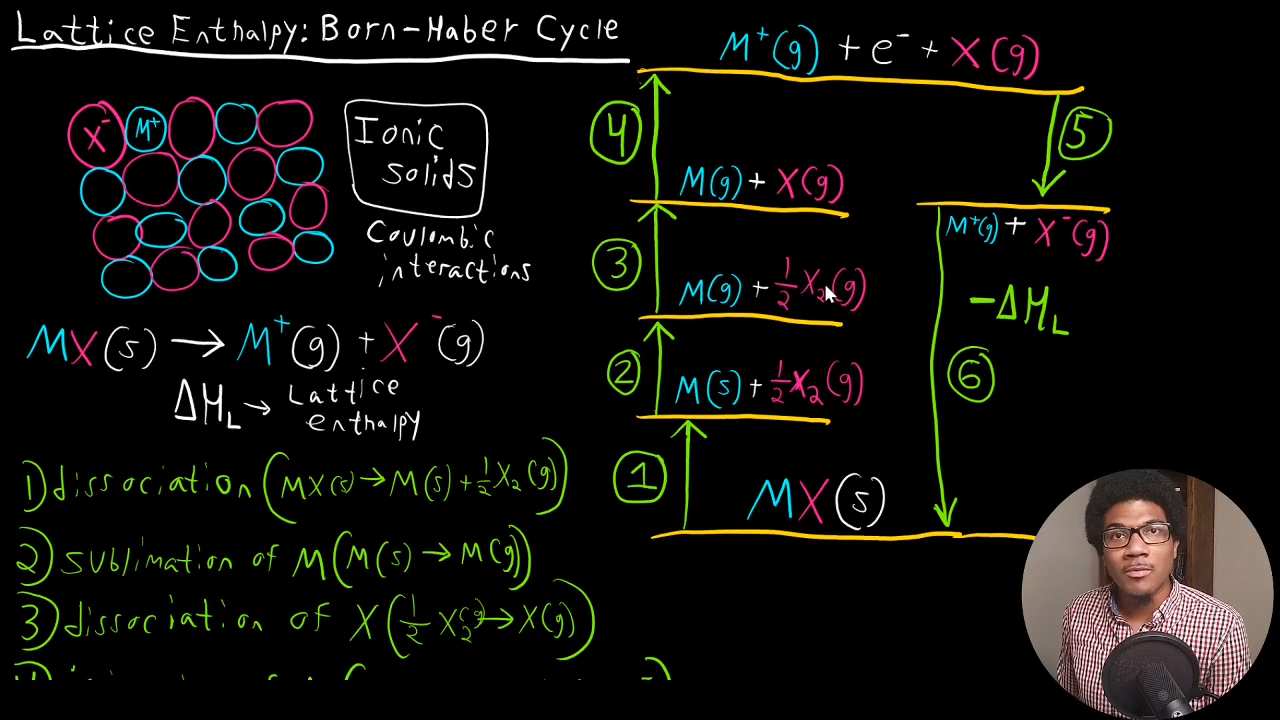 Lattice Enthalpy: Born-Haber Cycle
X⁻ M⁺
Ionic
solids
Coulombic
interactions
MX(s) → M⁺(g) + X⁻(g)
ΔH_L → Lattice
enthalpy
1) dissociation (MX(s) → M(s) + ½X₂(g))
2) sublimation of M (M(s) → M(g))
3) dissociation of X (½X₂(g) → X(g))
M⁺(g) + e⁻ + X(g)
4
5
M(g) + X(g)
M⁺(g) + X⁻(g)
3
M(g) + ½X₂(g)
-ΔH_L
2
M(s) + ½X₂(g)
6
1
MX(s)